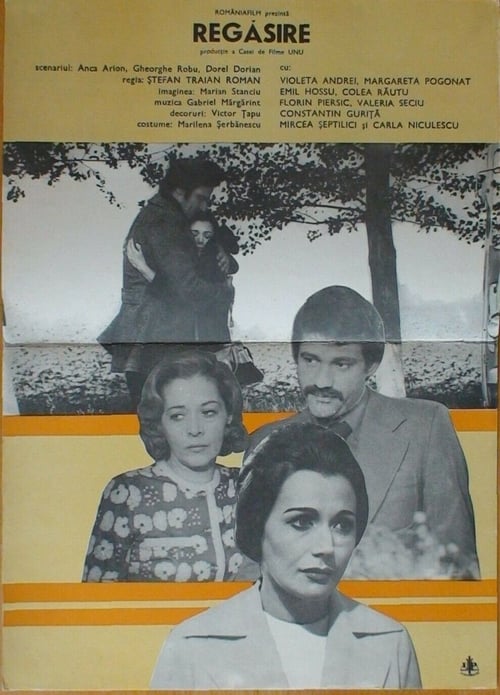 ROMÂNIAFILM prezintă
REGĂSIRE
producție a Casei de Filme UNU
scenariul: Anca Arion, Gheorghe Robu, Dorel Dorian
regia: ȘTEFAN TRAIAN ROMAN
imaginea: Marian Stanciu
muzica Gabriel Mărgărint
decoruri: Victor Țapu
costume: Marilena Șerbănescu
cu:
VIOLETA ANDREI, MARGARETA POGONAT
EMIL HOSSU, COLEA RĂUTU
FLORIN PIERSIC, VALERIA SECIU
CONSTANTIN GURIȚĂ
MIRCEA ȘEPTILICI și CARLA NICULESCU